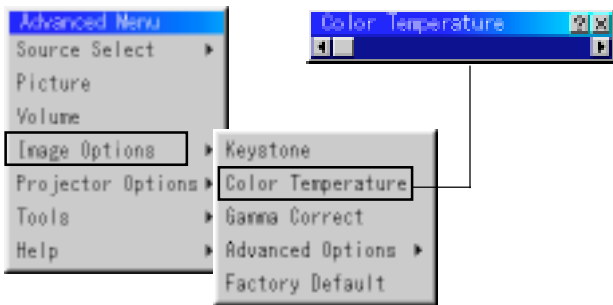 Advanced Menu
Source Select
Picture
Volume
Image Options
Projector Options
Tools
Help
Keystone
Color Temperature
Gamma Correct
Advanced Options
Factory Default
Color Temperature ?